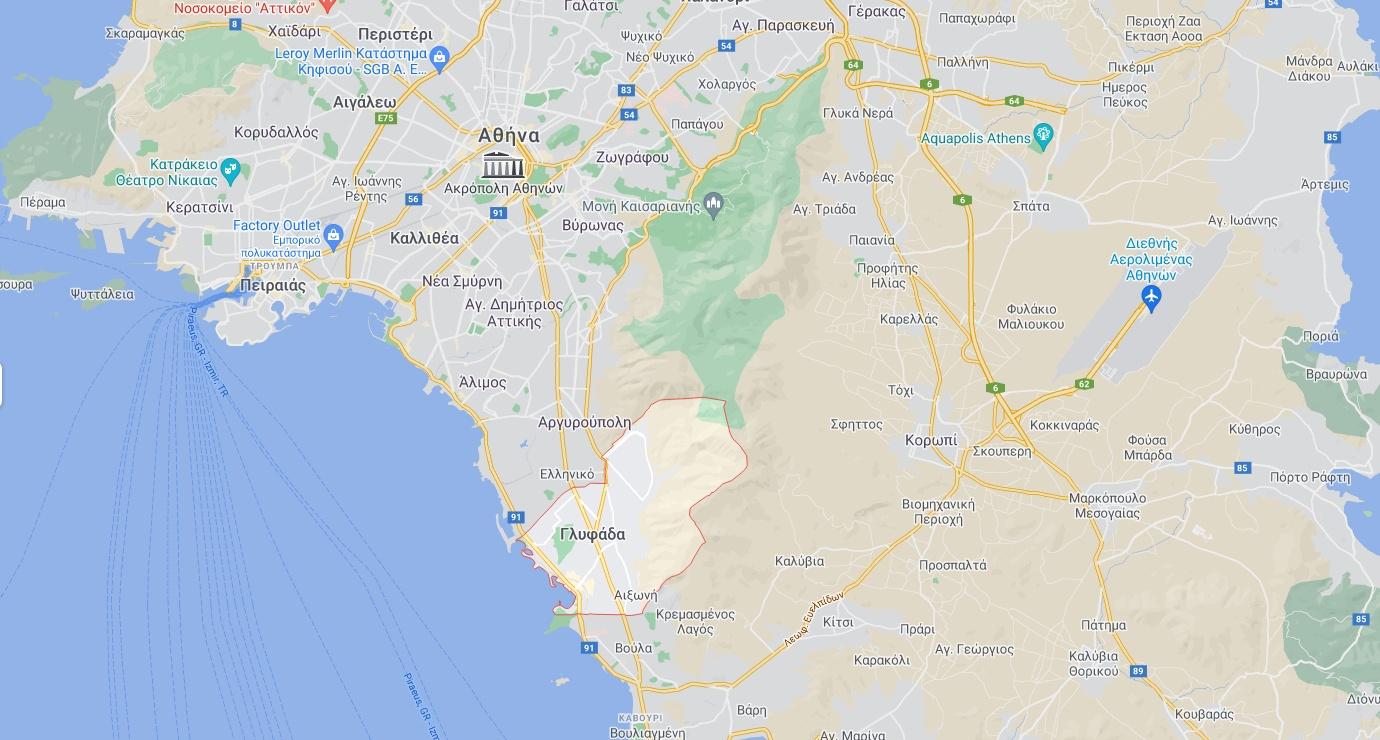 Νοσοκομείο "Αττικόν"
Γαλάτσι
Γέρακας
54
Σκαραμαγκάς
8
Χαϊδάρι
Περιστέρι
Ψυχικό
Αγ. Παρασκευή
Παπαχωράφι
Περιοχή Ζαα
Εκταση Αοοα
Leroy Merlin Κατάστημα
Κηφισού - SGB Α. Ε...
Νέο Ψυχικό
54
64
Παλλήνη
Πικέρμι
Μάνδρα
Διάκου
Αυλάκι
Χολαργός
6
Ημερος
Πεύκος
83
64
Αιγάλεω
E75
54
Παπάγου
Γλυκά Νερά
Κορυδαλλός
Αθήνα
Aquapolis Athens
85
Κατράκειο
Θέατρο Νίκαιας
Ζωγράφου
Αγ. Ιωάννης
Ρέντης
Ακρόπολη Αθηνών
Αγ. Ανδρέας
Άρτεμις
Πέραμα
Κερατσίνι
56
91
Μονή Καισαριανής
Αγ. Τριάδα
6
Σπάτα
Αγ. Ιωάννης
Factory Outlet
Εμπορικό
πολυκατάστημα
Καλλιθέα
Βύρωνας
Παιανία
Διεθνής
Αερολιμένας
Αθηνών
ΤΡΟΥΜΠΑ
Πειραιάς
Νέα Σμύρνη
Προφήτης
Ηλίας
σουρα
Ψυττάλεια
Αγ. Δημήτριος
Αττικής
Καρελλάς
Φυλάκιο
Μαλιουκου
Ποριά
Piraeus, GR - Izmir, TR
Άλιμος
Τόχι
6
62
Βραυρώνα
Αργυρούπολη
Σφηττος
Κορωπί
Κοκκιναράς
Κύθηρος
Σκουπερη
Φούσα
Μπάρδα
Ελληνικό
85
Πόρτο Ράφτη
91
Βιομηχανική
Περιοχή
Μαρκόπουλο
Μεσογαίας
Γλυφάδα
Καλύβια
Προσπαλτά
Αιξωνή
Λεωφ. Ευελπίδων
Κρεμασμένος
Λαγός
Κίτσι
Πράρι
Πάτημα
85
91
Βούλα
Καρακόλι
Αγ. Γεώργιος
Καλύβια
Θορικού
89
Piraeus, GR - Izm
Διόνυ
ΚΑΒΟΥΡΙ
Βουλιαγμένη
Βάρη
Αγ. Μαρίνα
Κουβαράς